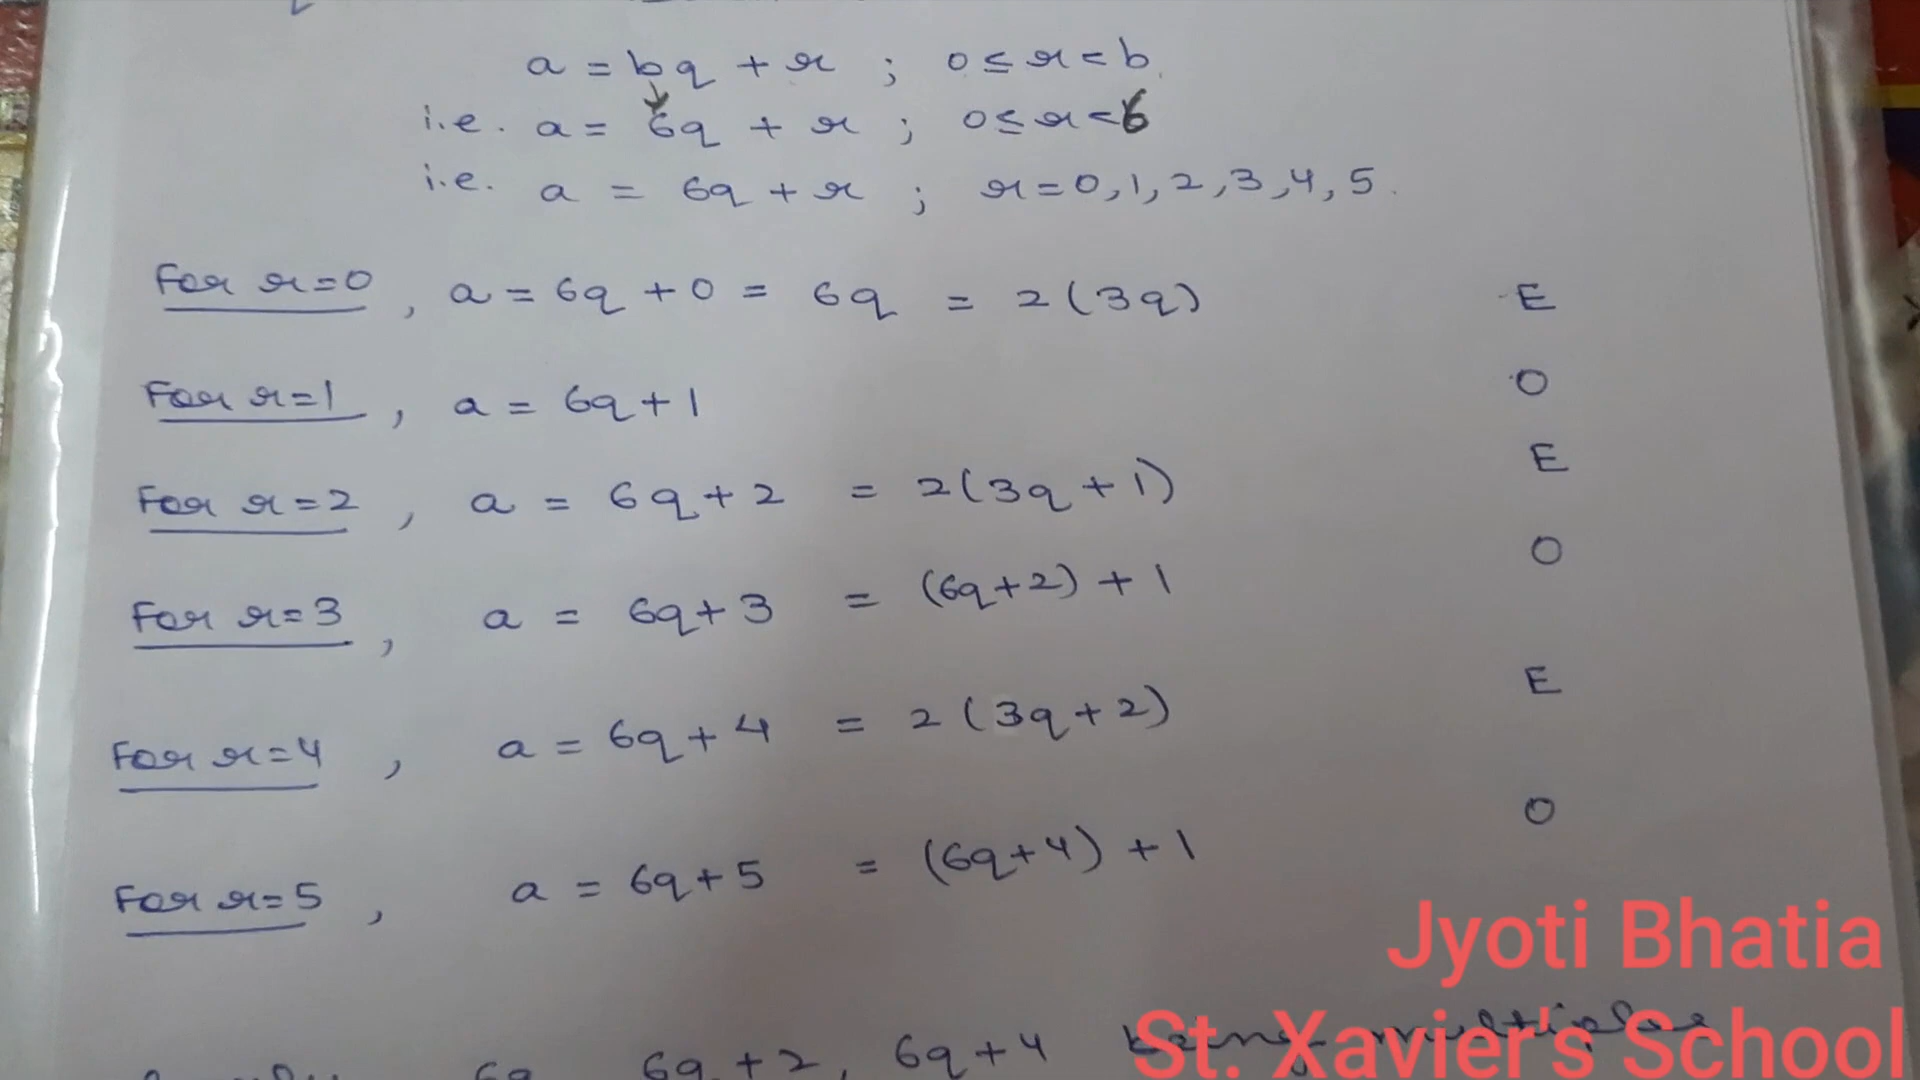 a = bq + r ; 0 ≤ r < b
i.e. a = 6q + r ; 0 ≤ r < 6
i.e. a = 6q + r ; r = 0, 1, 2, 3, 4, 5.
For r=0, a = 6q + 0 = 6q = 2(3q) E
For r=1, a = 6q + 1 O
For r=2, a = 6q + 2 = 2(3q + 1) E
For r=3, a = 6q + 3 = (6q + 2) + 1 O
For r=4, a = 6q + 4 = 2(3q + 2) E
For r=5, a = 6q + 5 = (6q + 4) + 1 O
6q 6q + 2, 6q + 4 being multiples
Jyoti Bhatia
St. Xavier's School